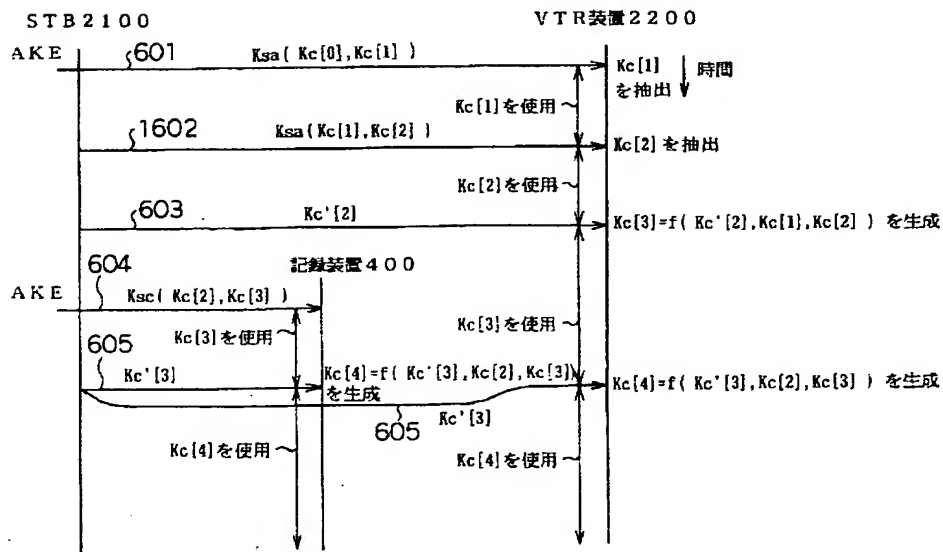 STB2100
VTR装置2200
AKE
601
Ksa( Kc[0],Kc[1] )
Kc[1]
を抽出
時間
Kc[1]を使用
1602
Ksa(Kc[1],Kc[2])
Kc[2]を抽出
Kc[2]を使用
603
Kc'[2]
Kc[3]=f( Kc'[2],Kc[1],Kc[2] ) を生成
記録装置400
604
AKE
Ksc( Kc[2],Kc[3] )
Kc[3]を使用
Kc[3]を使用
605
Kc'[3]
Kc[4]=f( Kc'[3],Kc[2],Kc[3])
を生成
Kc[4]=f( Kc'[3],Kc[2],Kc[3] ) を生成
605
Kc'[3]
Kc[4]を使用
Kc[4]を使用